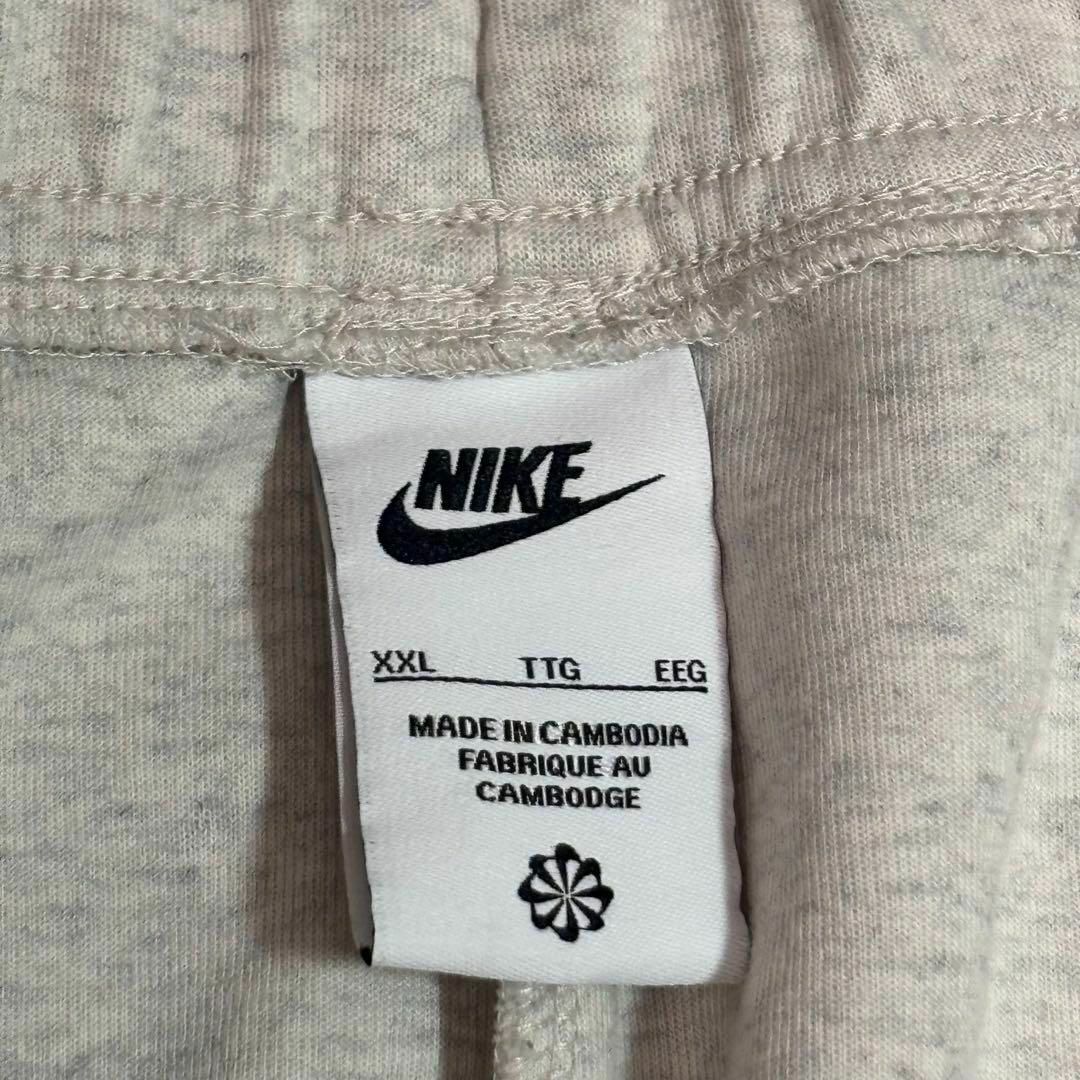 NIKE
XXL TTG EEG
MADE IN CAMBODIA
FABRIQUE AU
CAMBODGE